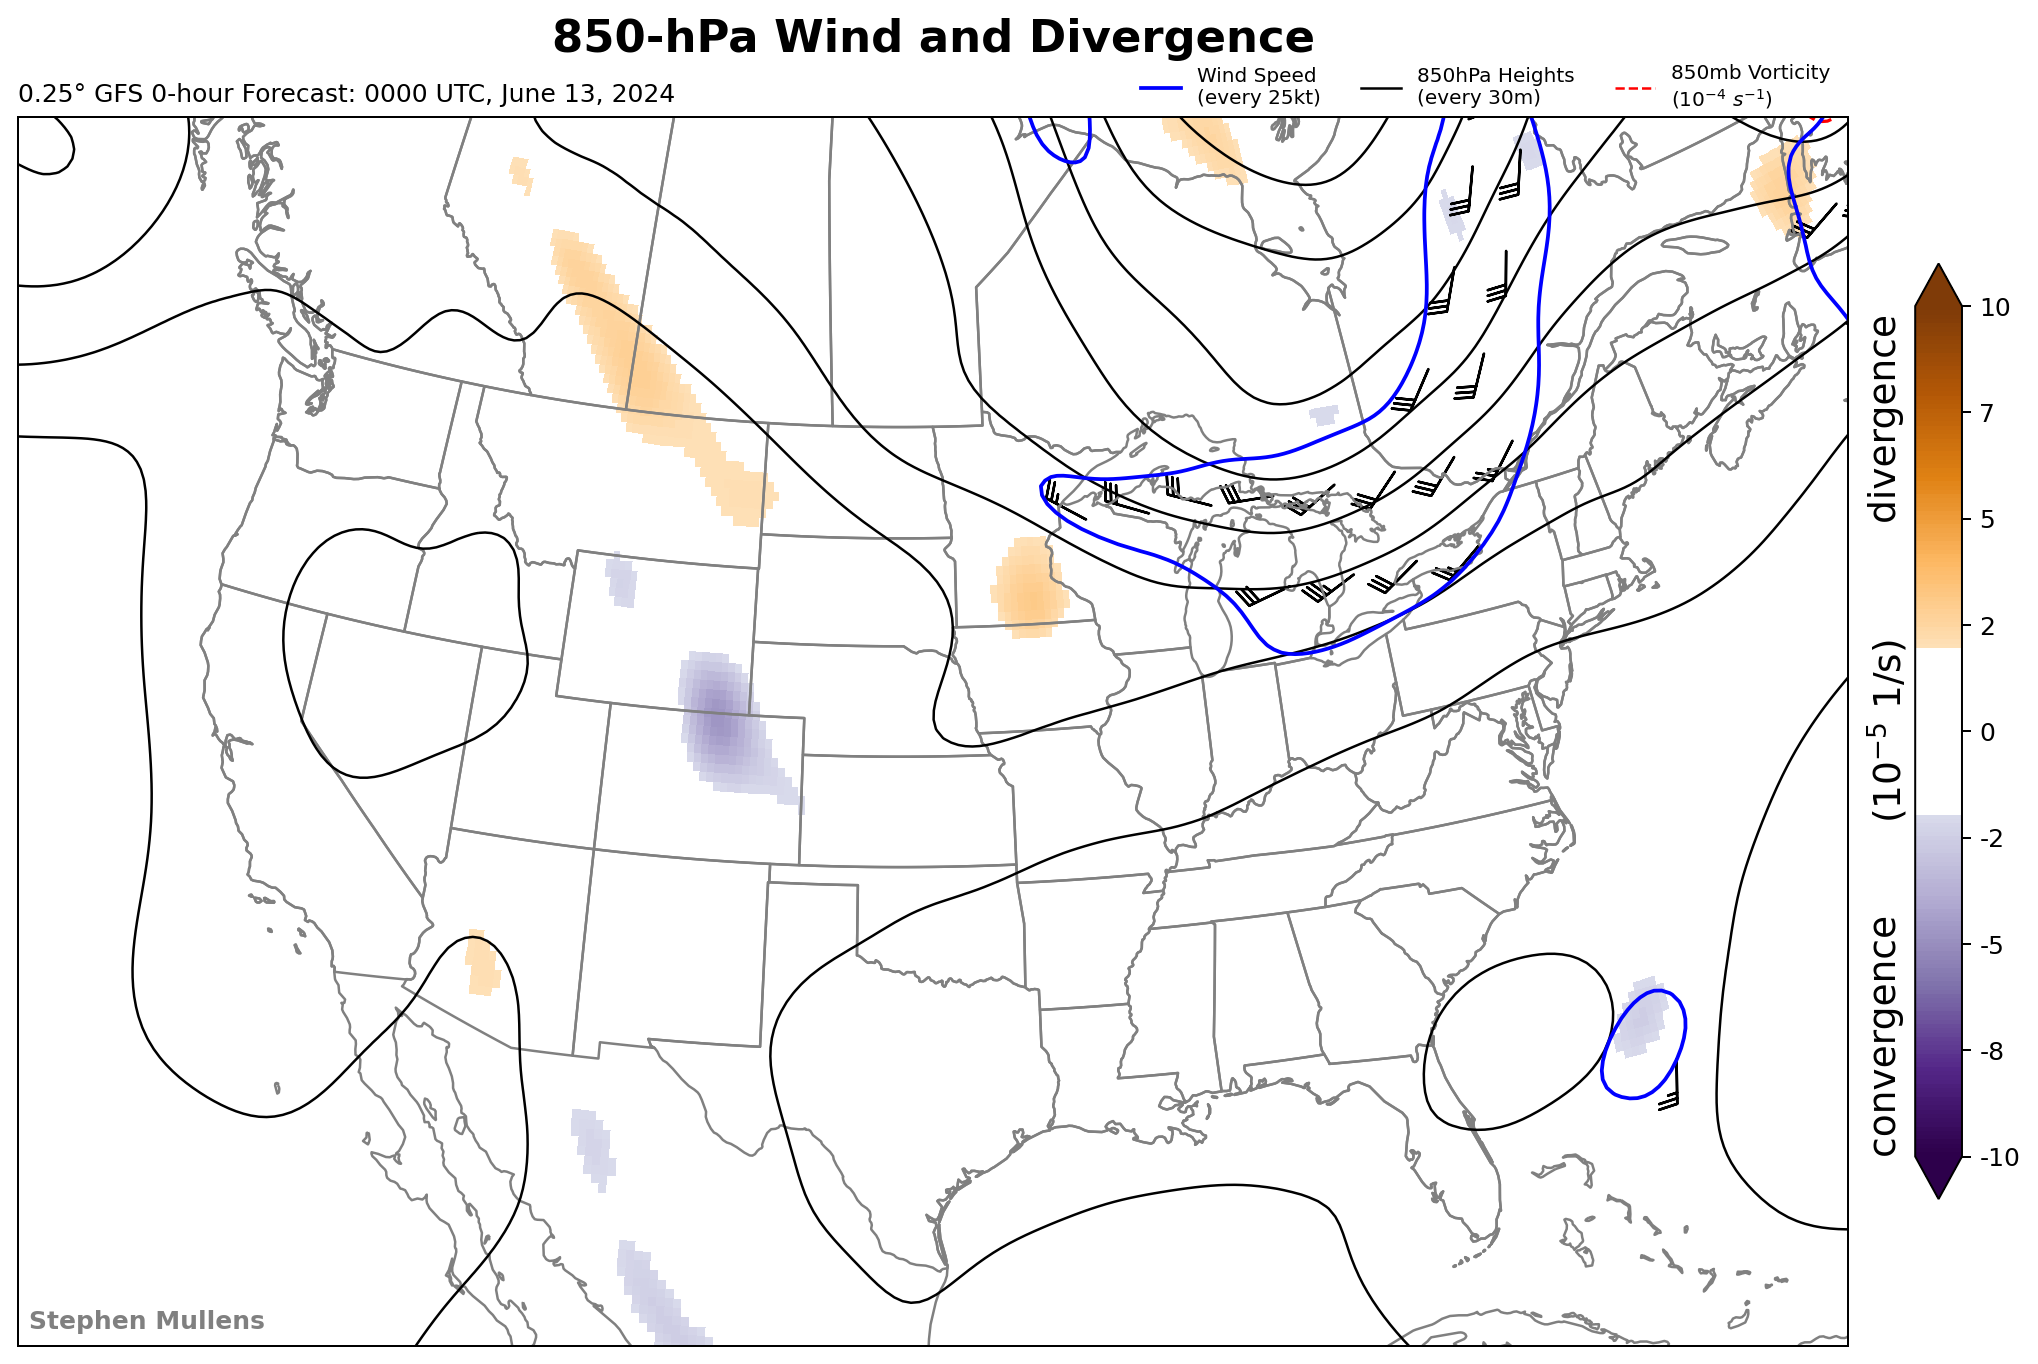 850-hPa Wind and Divergence
0.25° GFS 0-hour Forecast: 0000 UTC, June 13, 2024
Wind Speed
(every 25kt)
850hPa Heights
(every 30m)
850mb Vorticity
(10⁻⁴ s⁻¹)
10
7
5
2
0
-2
-5
-8
-10
convergence (10⁻⁵ 1/s) divergence
Stephen Mullens